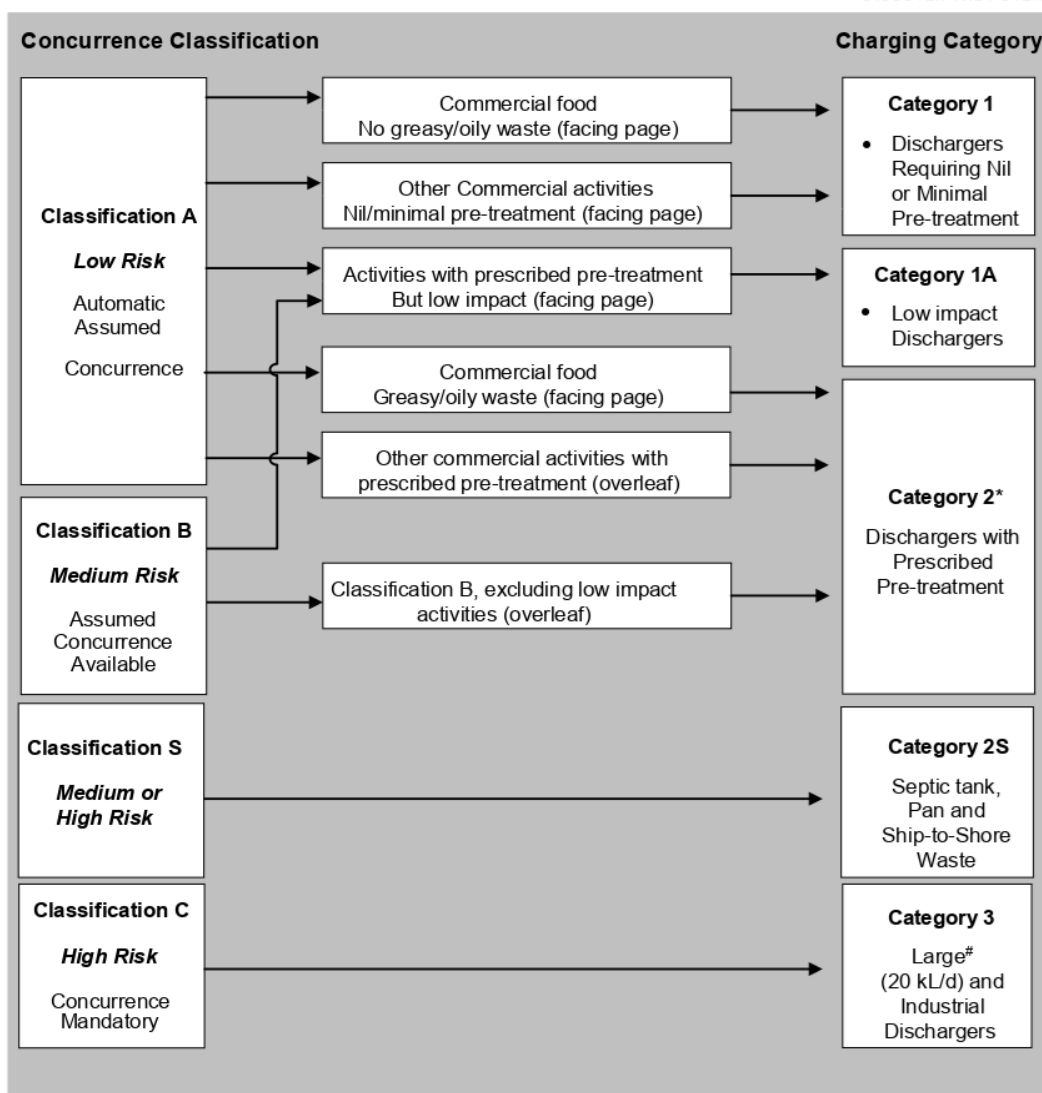 Concurrence Classification
Charging Category
Classification A
Low Risk
Automatic
Assumed
Concurrence
Classification B
Medium Risk
Assumed
Concurrence
Available
Classification S
Medium or
High Risk
Classification C
High Risk
Concurrence
Mandatory
Commercial food
No greasy/oily waste (facing page)
Other Commercial activities
Nil/minimal pre-treatment (facing page)
Activities with prescribed pre-treatment
But low impact (facing page)
Commercial food
Greasy/oily waste (facing page)
Other commercial activities with
prescribed pre-treatment (overleaf)
Classification B, excluding low impact
activities (overleaf)
Category 1
• Dischargers
Requiring Nil
or Minimal
Pre-treatment
Category 1A
• Low impact
Dischargers
Category 2*
Dischargers with
Prescribed
Pre-treatment
Category 2S
Septic tank,
Pan and
Ship-to-Shore
Waste
Category 3
Large#
(20 kL/d) and
Industrial
Dischargers